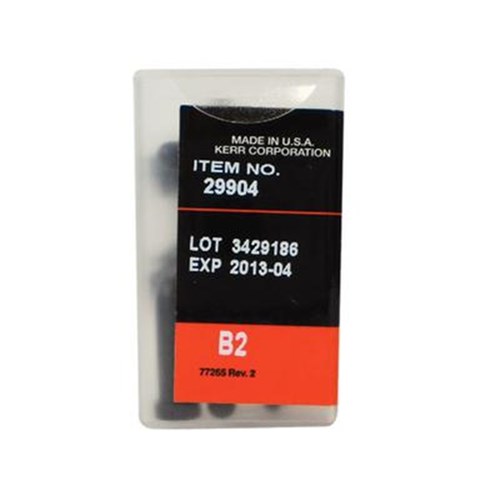 MADE IN U.S.A.
KERR CORPORATION
ITEM NO.
29904
LOT 3429186
EXP 2013-04
B2
77265 Rev. 2